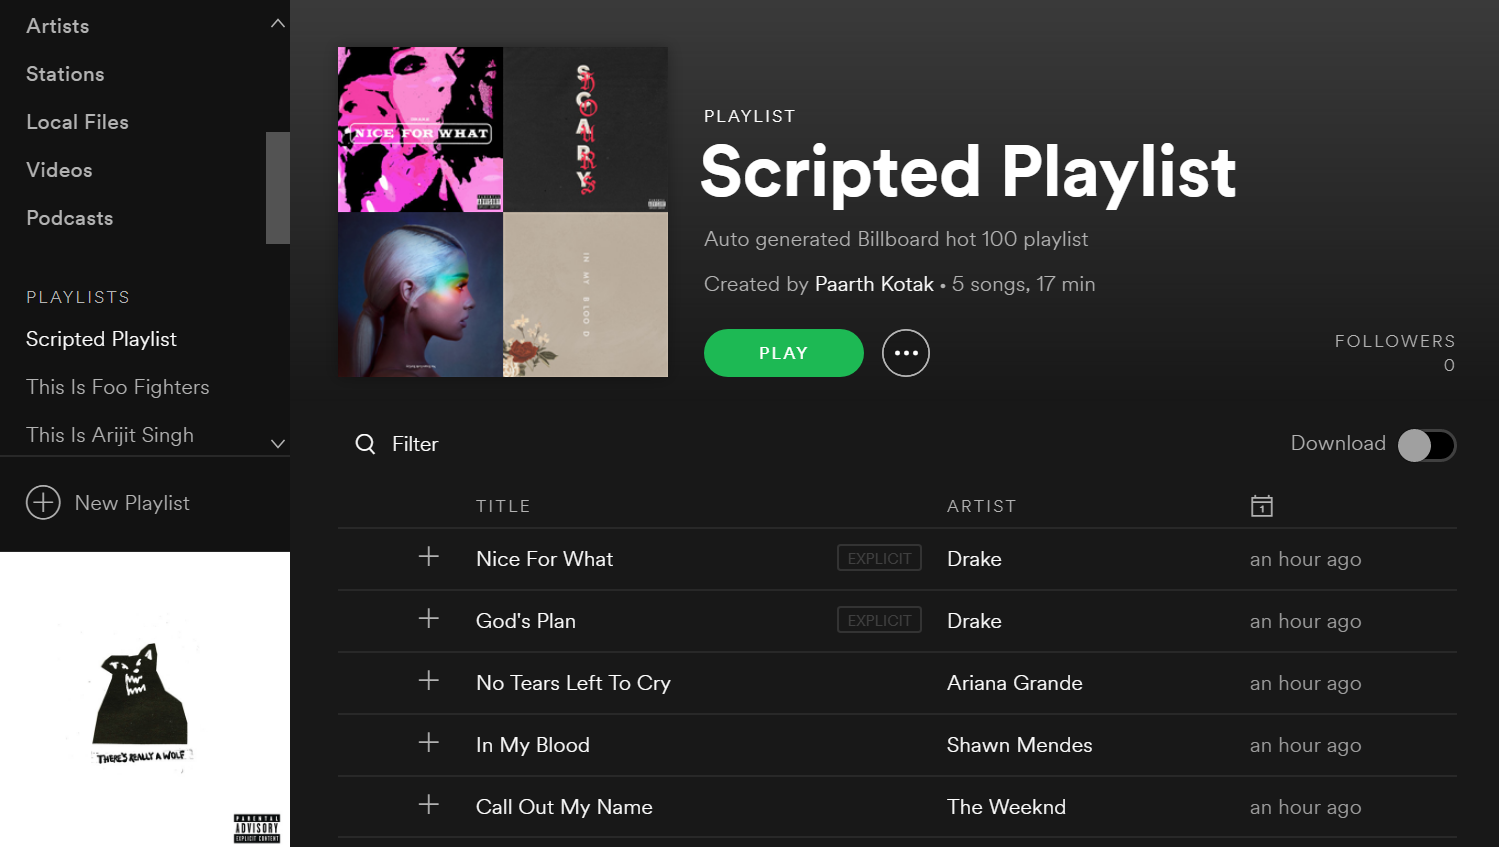 Artists
Stations
Local Files
Videos
Podcasts
PLAYLISTS
Scripted Playlist
This Is Foo Fighters
This Is Arijit Singh
New Playlist
THERE'S REALLY A WOLF
PARENTAL
ADVISORY
EXPLICIT CONTENT
DRAKE
NICE FOR WHAT
SCARY
HOURS
IN MY BLOOD
PLAYLIST
Scripted Playlist
Auto generated Billboard hot 100 playlist
Created by Paarth Kotak • 5 songs, 17 min
PLAY
FOLLOWERS
0
Filter
Download
TITLE ARTIST 1
Nice For What EXPLICIT Drake an hour ago
God's Plan EXPLICIT Drake an hour ago
No Tears Left To Cry Ariana Grande an hour ago
In My Blood Shawn Mendes an hour ago
Call Out My Name The Weeknd an hour ago